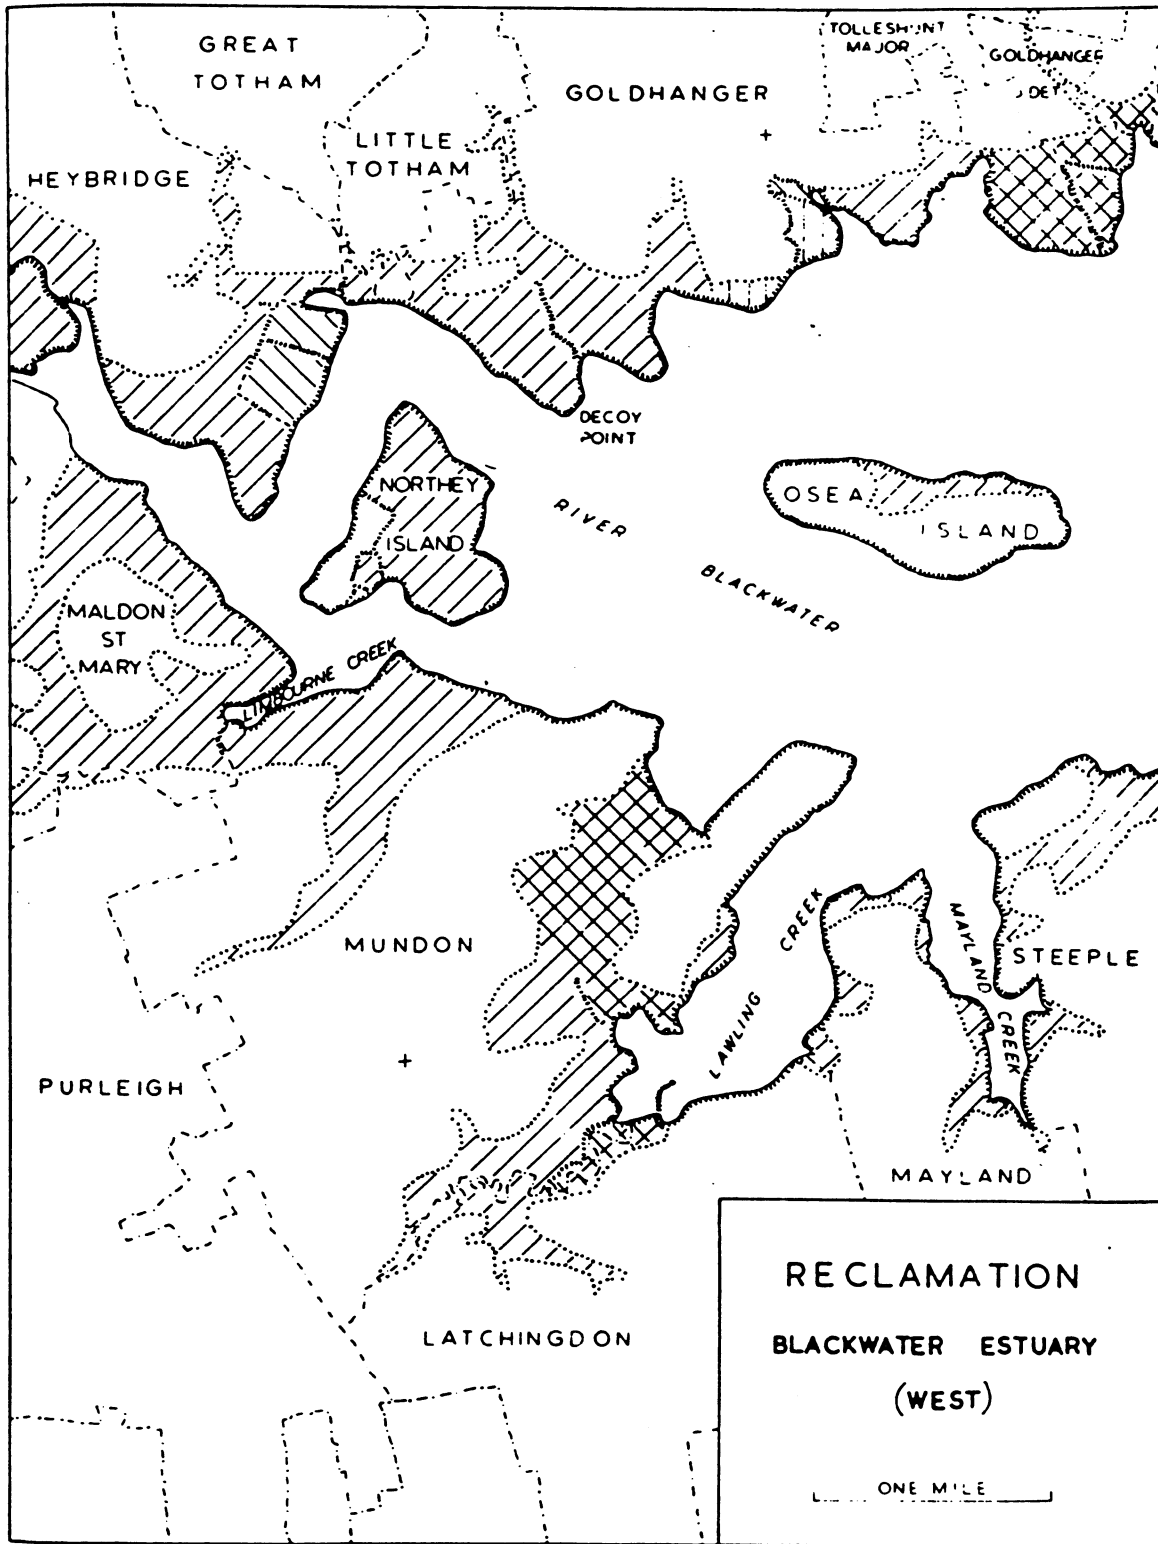 GREAT
TOTHAM
TOLLESHUNT
MAJOR
GOLDHANGER
GOLDHANGER
LITTLE
TOTHAM
HEYBRIDGE
DECOY
POINT
NORTHEY
ISLAND
OSEA
ISLAND
RIVER
BLACKWATER
MALDON
ST
MARY
LIMBOURNE CREEK
MUNDON
LAWLING CREEK
MAYLAND CREEK
STEEPLE
PURLEIGH
MAYLAND
LATCHINGDON
RECLAMATION
BLACKWATER ESTUARY
(WEST)
ONE MILE